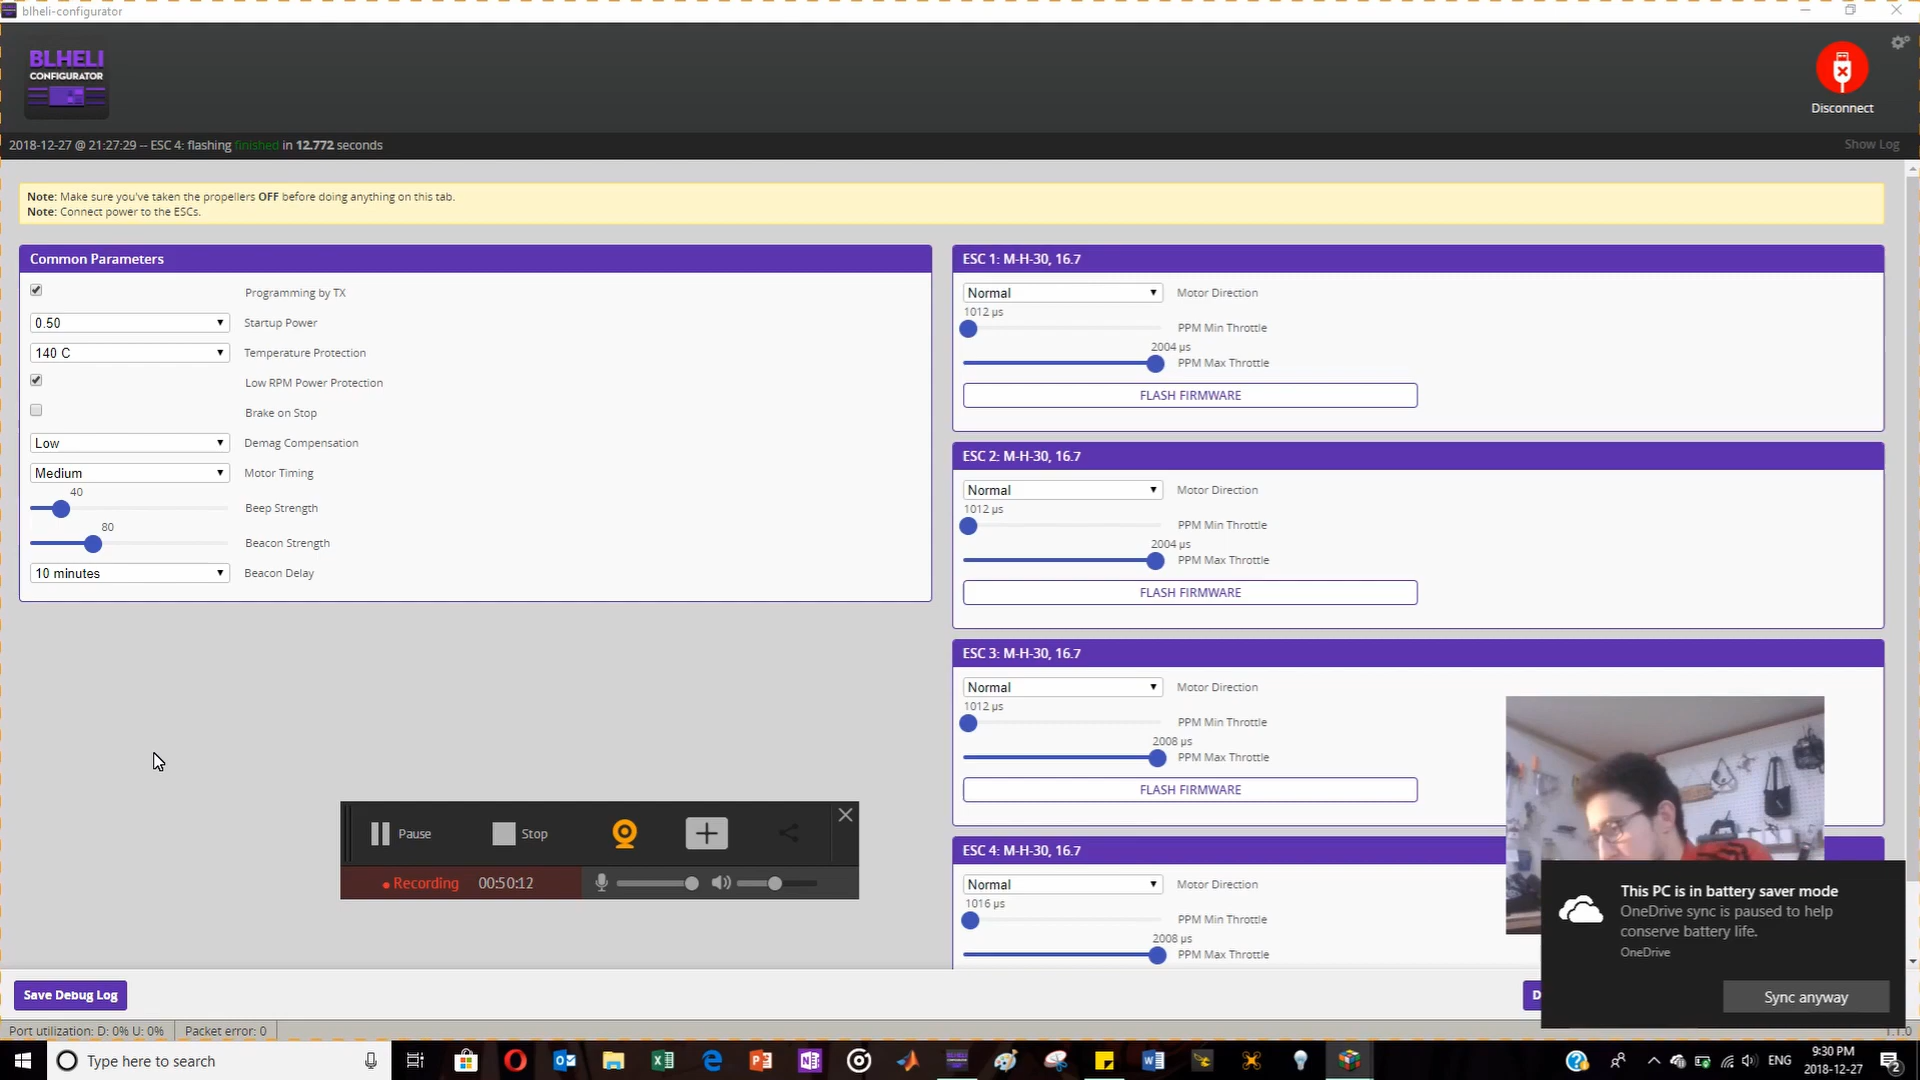 blheli-configurator
BLHELI
CONFIGURATOR
Disconnect
2018-12-27 @ 21:27:29 -- ESC 4: flashing finished in 12.772 seconds
Show Log
Note: Make sure you've taken the propellers OFF before doing anything on this tab.
Note: Connect power to the ESCs.
Common Parameters
Programming by TX
0.50 Startup Power
140 C Temperature Protection
Low RPM Power Protection
Brake on Stop
Low Demag Compensation
Medium Motor Timing
40
Beep Strength
80
Beacon Strength
10 minutes Beacon Delay
ESC 1: M-H-30, 16.7
Normal Motor Direction
1012 µs
PPM Min Throttle
2004 µs
PPM Max Throttle
FLASH FIRMWARE
ESC 2: M-H-30, 16.7
Normal Motor Direction
1012 µs
PPM Min Throttle
2004 µs
PPM Max Throttle
FLASH FIRMWARE
ESC 3: M-H-30, 16.7
Normal Motor Direction
1012 µs
PPM Min Throttle
2008 µs
PPM Max Throttle
FLASH FIRMWARE
ESC 4: M-H-30, 16.7
Normal Motor Direction
1016 µs
PPM Min Throttle
2008 µs
PPM Max Throttle
Pause Stop
Recording 00:50:12
This PC is in battery saver mode
OneDrive sync is paused to help
conserve battery life.
OneDrive
Sync anyway
Save Debug Log
D
Port utilization: D: 0% U: 0% Packet error: 0
1.1.0
Type here to search
ENG
9:30 PM
2018-12-27
2